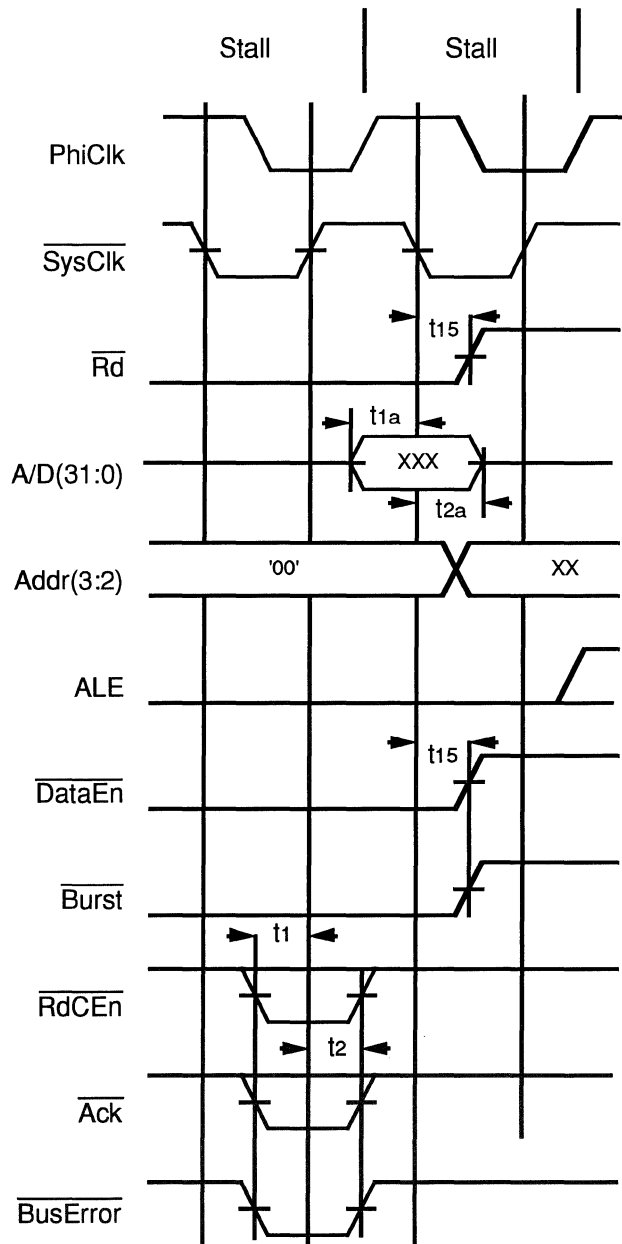 Stall Stall
PhiClk
SysClk
t15
Rd
t1a
A/D(31:0) XXX
t2a
Addr(3:2) '00' XX
ALE
t15
DataEn
Burst
t1
RdCEn
t2
Ack
BusError